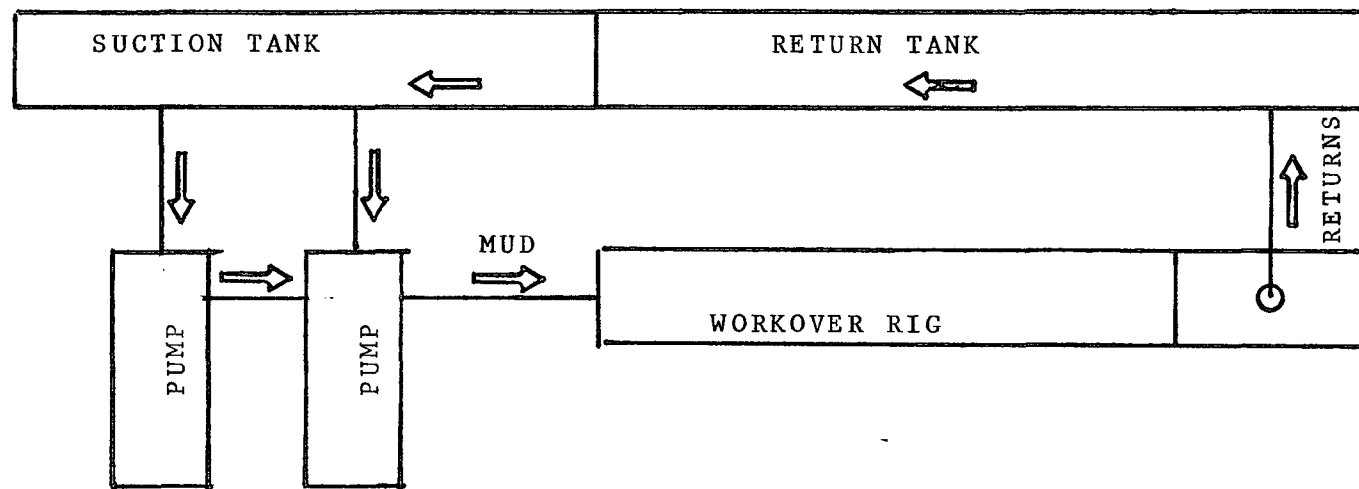 SUCTION TANK
RETURN TANK
RETURNS
MUD
PUMP
PUMP
WORKOVER RIG